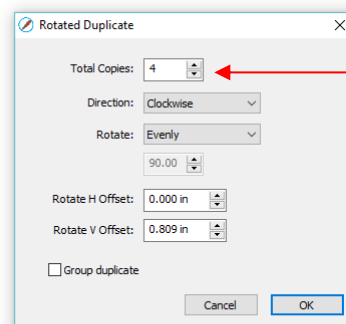 Rotated Duplicate
Total Copies: 4
Direction: Clockwise
Rotate: Evenly
90.00
Rotate H Offset: 0.000 in
Rotate V Offset: 0.809 in
Group duplicate
Cancel OK